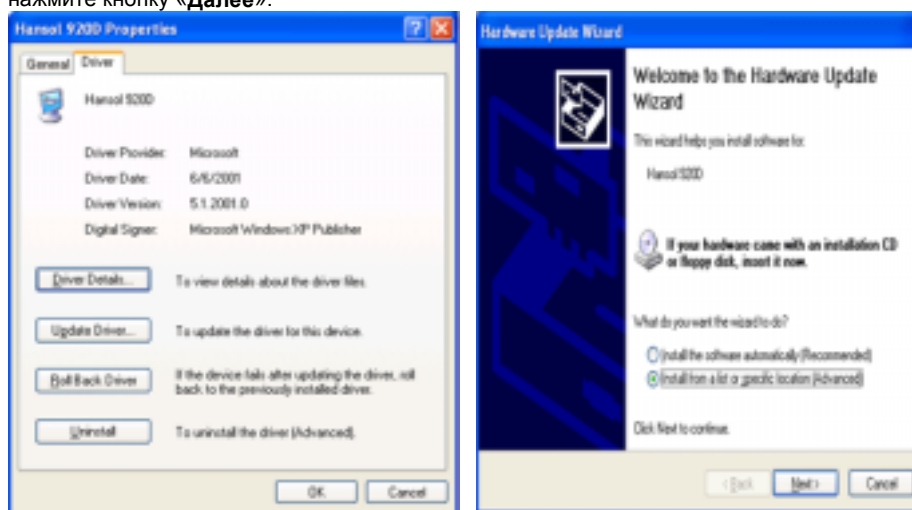 нажмите кнопку «Далее».
Hansol 920D Properties
General Driver
Hansol 920D
Driver Provider: Microsoft
Driver Date: 6/6/2001
Driver Version: 5.1.2001.0
Digital Signer: Microsoft Windows XP Publisher
Driver Details...
To view details about the driver files.
Update Driver...
To update the driver for this device.
Roll Back Driver
If the device fails after updating the driver, roll
back to the previously installed driver.
Uninstall
To uninstall the driver (Advanced).
OK Cancel
Hardware Update Wizard
Welcome to the Hardware Update
Wizard
This wizard helps you install software for:
Hansol 920D
If your hardware came with an installation CD
or floppy disk, insert it now.
What do you want the wizard to do?
Install the software automatically (Recommended)
Install from a list or specific location (Advanced)
Click Next to continue.
< Back Next > Cancel